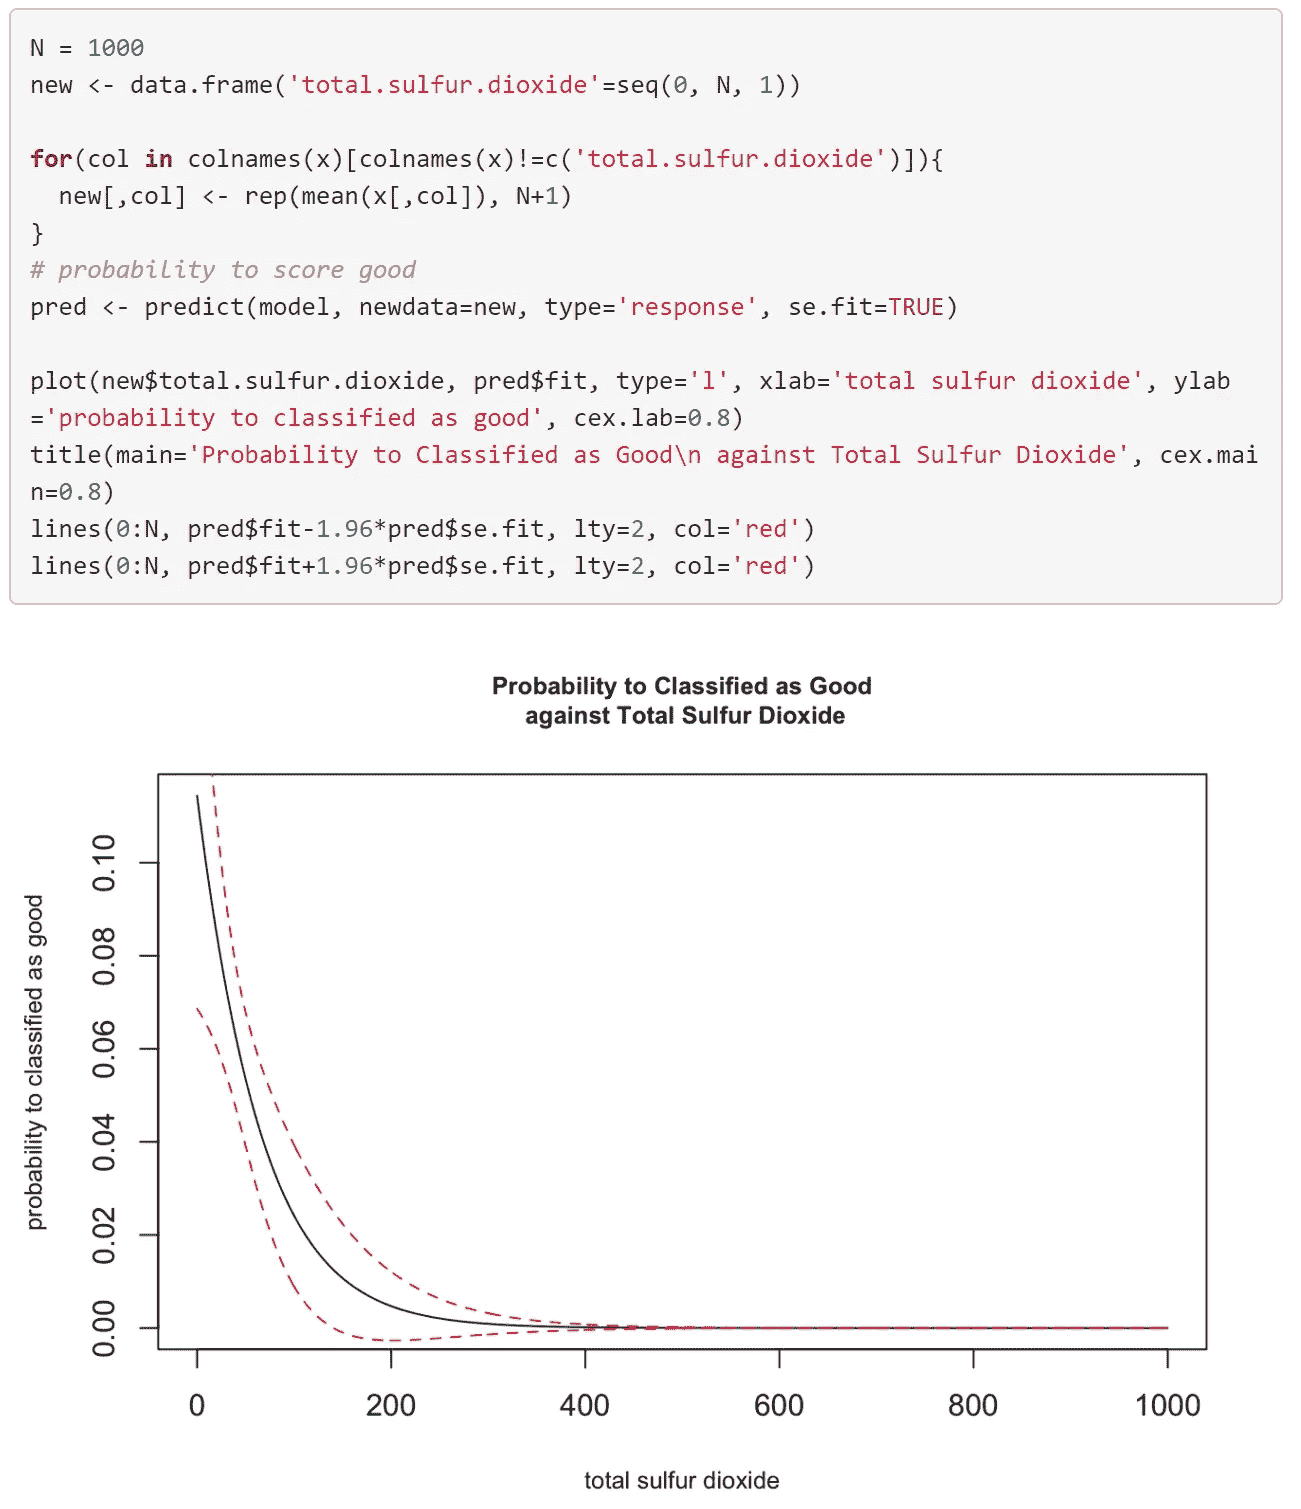 N = 1000
new <- data.frame('total.sulfur.dioxide'=seq(0, N, 1))
for(col in colnames(x)[colnames(x)!=c('total.sulfur.dioxide')]){
  new[,col] <- rep(mean(x[,col]), N+1)
}
# probability to score good
pred <- predict(model, newdata=new, type='response', se.fit=TRUE)
plot(new$total.sulfur.dioxide, pred$fit, type='l', xlab='total sulfur dioxide', ylab
='probability to classified as good', cex.lab=0.8)
title(main='Probability to Classified as Good\n against Total Sulfur Dioxide', cex.mai
n=0.8)
lines(0:N, pred$fit-1.96*pred$se.fit, lty=2, col='red')
lines(0:N, pred$fit+1.96*pred$se.fit, lty=2, col='red')
Probability to Classified as Good
against Total Sulfur Dioxide
probability to classified as good
0.10
0.08
0.06
0.04
0.02
0.00
0 200 400 600 800 1000
total sulfur dioxide